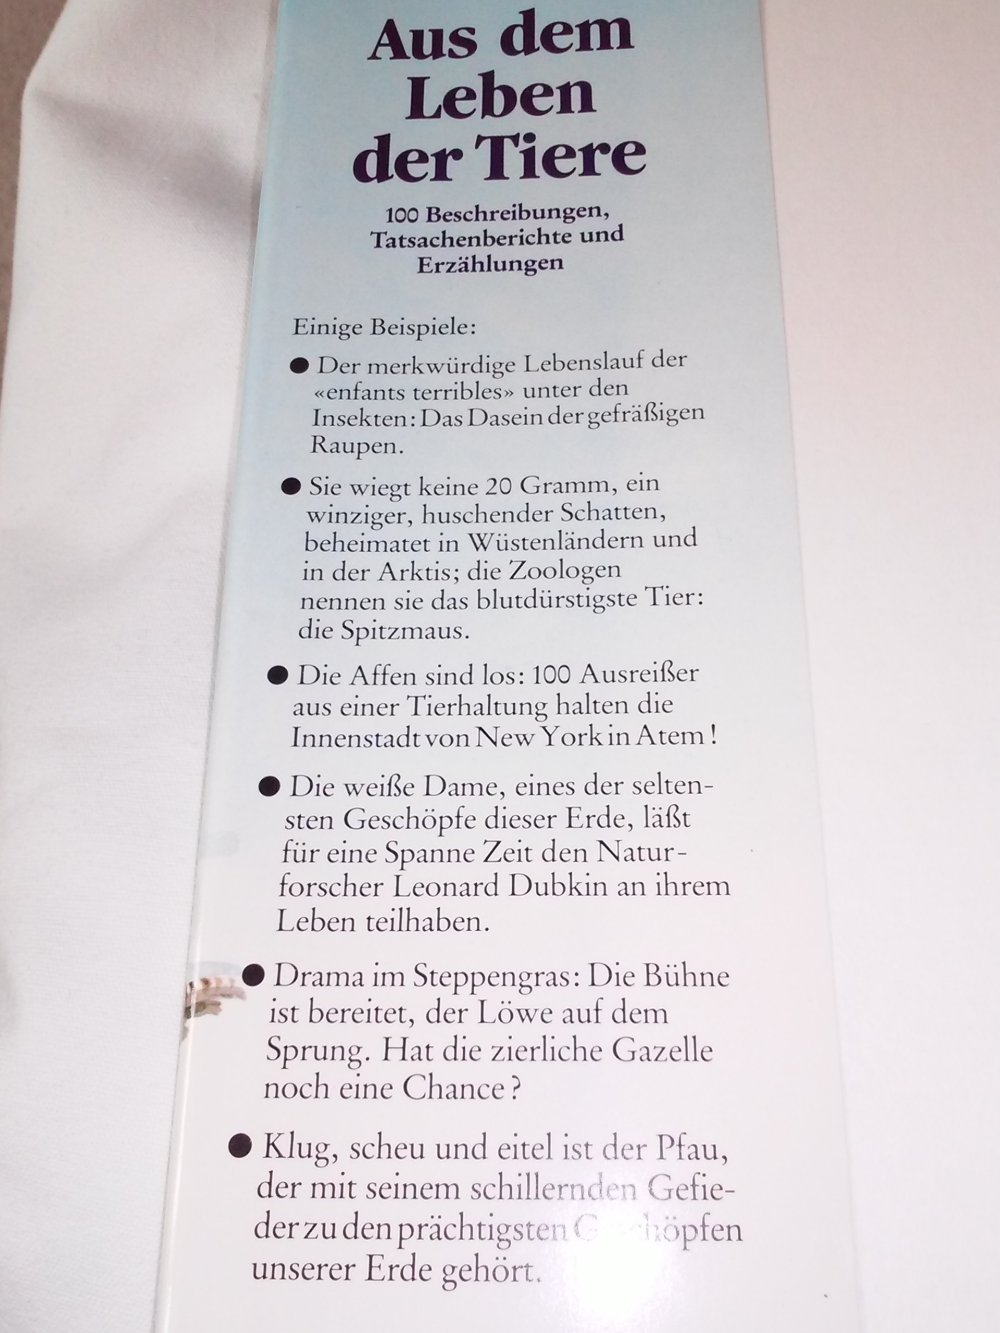 Aus dem
Leben
der Tiere
100 Beschreibungen,
Tatsachenberichte und
Erzählungen
Einige Beispiele:
● Der merkwürdige Lebenslauf der
«enfants terribles» unter den
Insekten: Das Dasein der gefräßigen
Raupen.
● Sie wiegt keine 20 Gramm, ein
winziger, huschender Schatten,
beheimatet in Wüstenländern und
in der Arktis; die Zoologen
nennen sie das blutdürstigste Tier:
die Spitzmaus.
● Die Affen sind los: 100 Ausreißer
aus einer Tierhaltung halten die
Innenstadt von New York in Atem!
● Die weiße Dame, eines der selten-
sten Geschöpfe dieser Erde, läßt
für eine Spanne Zeit den Natur-
forscher Leonard Dubkin an ihrem
Leben teilhaben.
● Drama im Steppengras: Die Bühne
ist bereitet, der Löwe auf dem
Sprung. Hat die zierliche Gazelle
noch eine Chance?
● Klug, scheu und eitel ist der Pfau,
der mit seinem schillernden Gefie-
der zu den prächtigsten Geschöpfen
unserer Erde gehört.